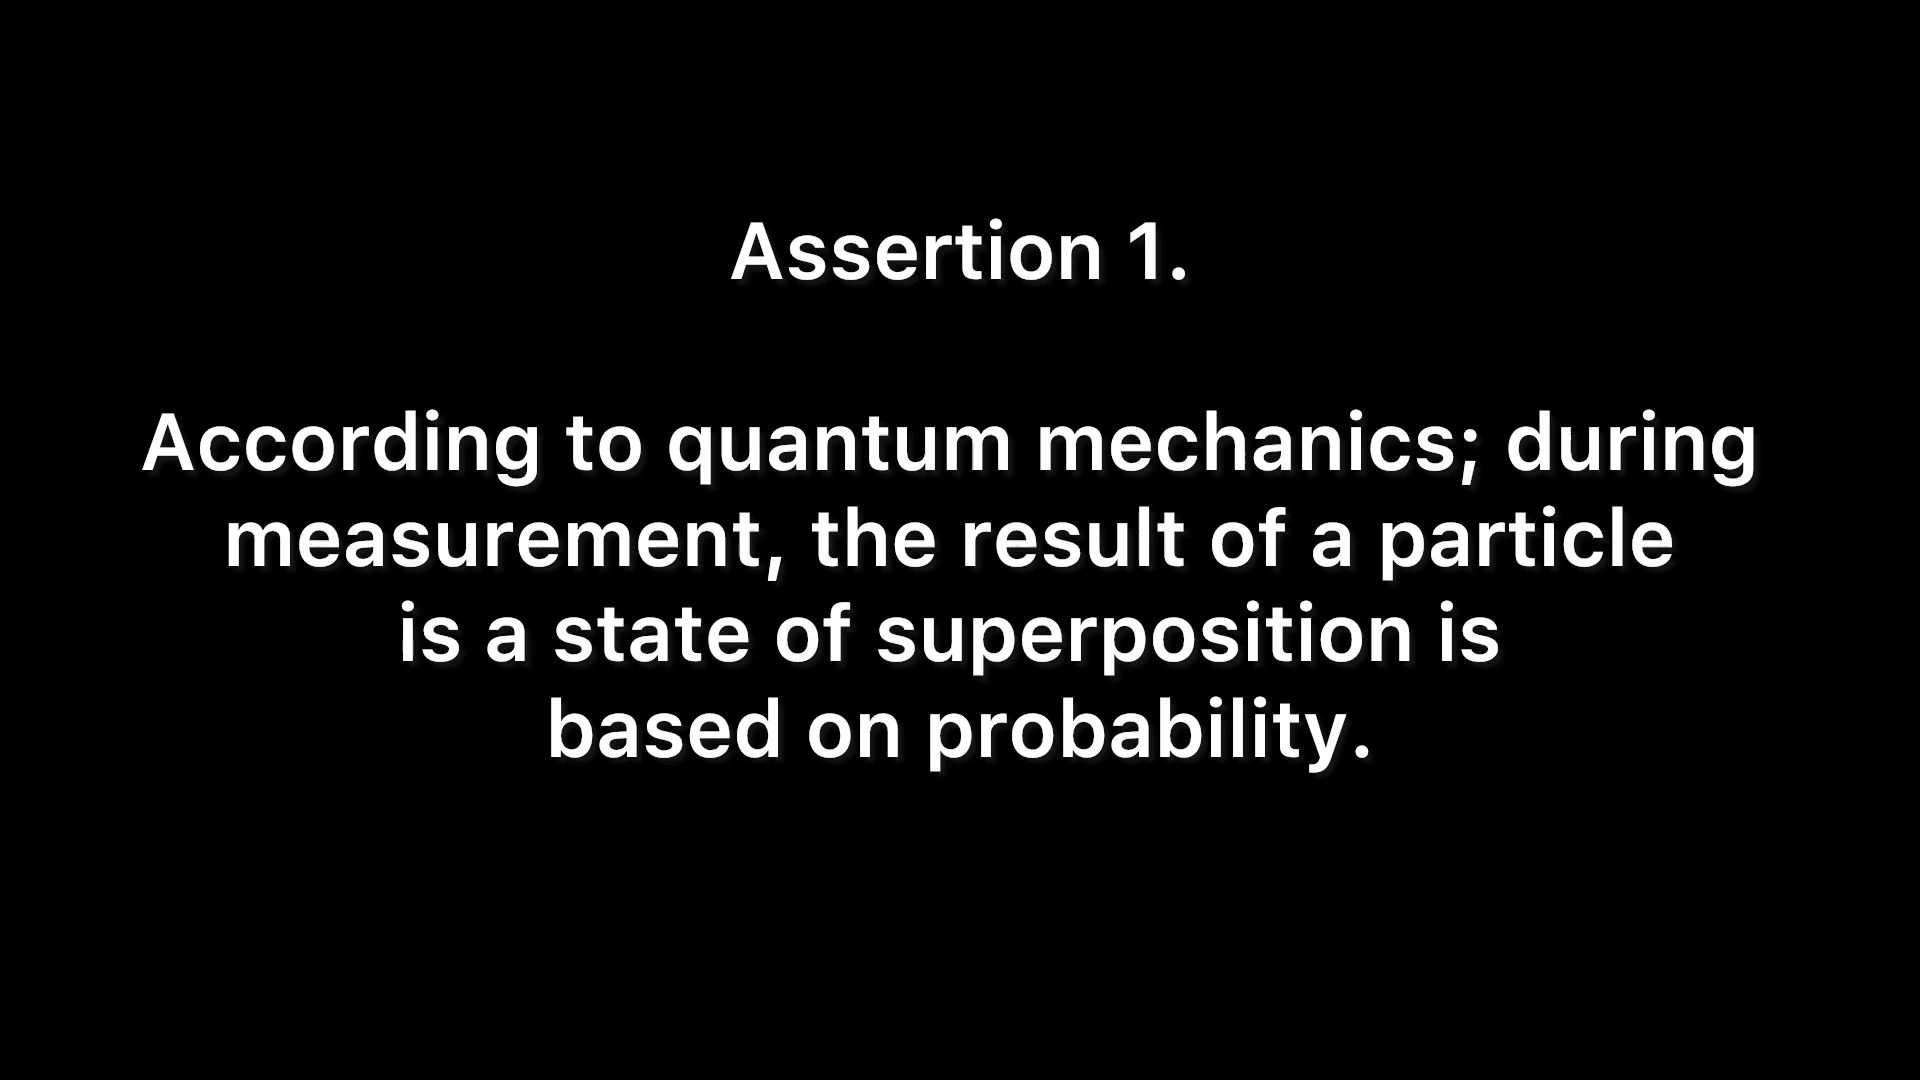 Assertion 1.
According to quantum mechanics; during
measurement, the result of a particle
is a state of superposition is
based on probability.